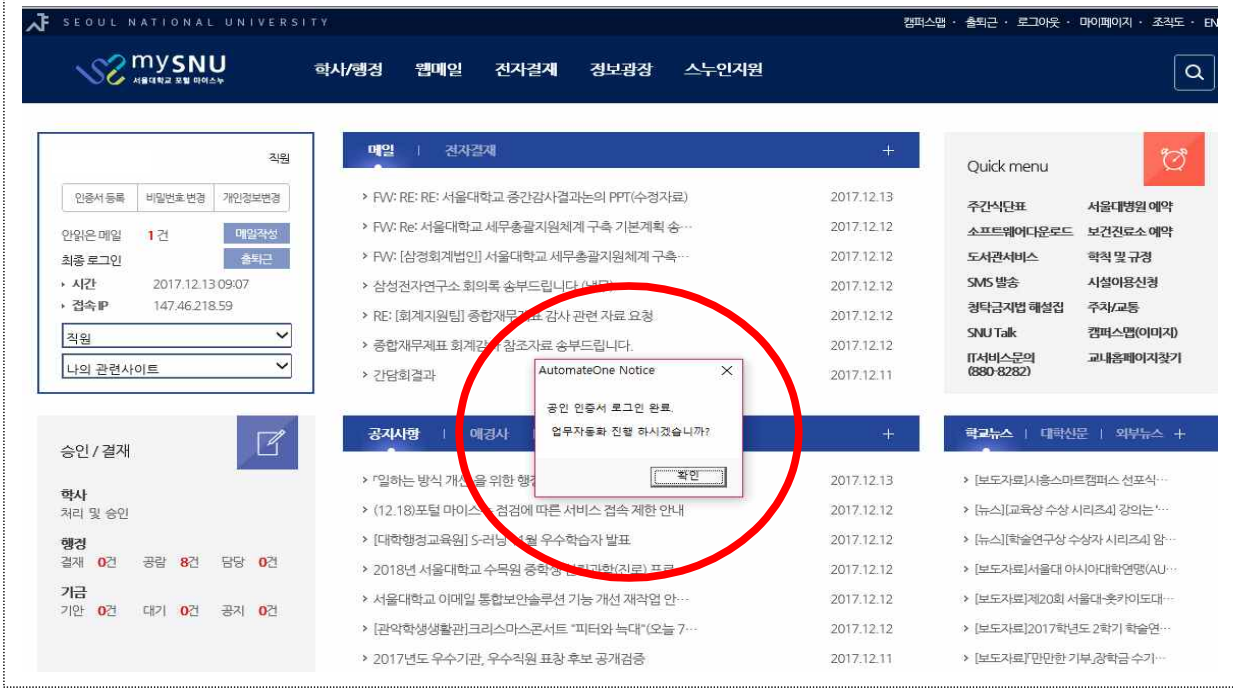 SEOUL NATIONAL UNIVERSITY
캠퍼스맵 · 출퇴근 · 로그아웃 · 마이페이지 · 조직도 · EN
mySNU
서울대학교 포털 마이스누
학사/행정 웹메일 전자결재 정보광장 스누인지원
직원
인증서 등록 비밀번호 변경 개인정보변경
안읽은 메일 1 건 메일작성
최종 로그인 출퇴근
시간 2017.12.13 09:07
접속 IP 147.46.218.59
직원
나의 관련사이트
승인 / 결재
학사
처리 및 승인
행정
결재 0건 공람 8건 담당 0건
기금
기안 0건 대기 0건 공지 0건
메일 | 전자결재 +
> FW: RE: RE: 서울대학교 중간감사결과논의 PPT(수정자료) 2017.12.13
> FW: Re: 서울대학교 세무총괄지원체계 구축 기본계획 송··· 2017.12.12
> FW: [삼정회계법인] 서울대학교 세무총괄지원체계 구축··· 2017.12.12
> 삼성전자연구소 회의록 송부드립니다. 2017.12.12
> RE: [회계지원팀] 종합재무제표 감사 관련 자료 요청 2017.12.12
> 종합재무제표 회계감사 참조자료 송부드립니다. 2017.12.12
> 간담회결과 2017.12.11
AutomateOne Notice
공인 인증서 로그인 완료.
업무자동화 진행 하시겠습니까?
확인
공지사항 | 애경사 +
> 「일하는 방식 개선」을 위한 행 2017.12.13
> (12.18)포털 마이스누 점검에 따른 서비스 접속 제한 안내 2017.12.12
> [대학행정교육원] S-러닝 1월 우수학습자 발표 2017.12.12
> 2018년 서울대학교 수목원 중학생 2017.12.12
> 서울대학교 이메일 통합보안솔루션 기능 개선 재작업 안··· 2017.12.12
> [관악학생생활관]크리스마스콘서트 "피터와 늑대"(오늘 7··· 2017.12.12
> 2017년도 우수기관, 우수직원 표창 후보 공개검증 2017.12.11
Quick menu
주간식단표 서울대병원 예약
소프트웨어다운로드 보건진료소 예약
도서관서비스 학칙 및 규정
SMS 발송 시설이용신청
청탁금지법 해설집 주차/교통
SNU Talk 캠퍼스맵(이미지)
IT서비스문의 교내홈페이지찾기
(880-8282)
학교뉴스 | 대학신문 | 외부뉴스 +
> [보도자료]시흥스마트캠퍼스 선포식···
> [뉴스][교육상 수상 시리즈4] 강의는 '···
> [뉴스][학술연구상 수상자 시리즈4] 암···
> [보도자료]서울대 아시아대학연맹(AU···
> [보도자료]제20회 서울대-홋카이도대···
> [보도자료]2017학년도 2학기 학술연···
> [보도자료]「만만한 기부」장학금 수기···